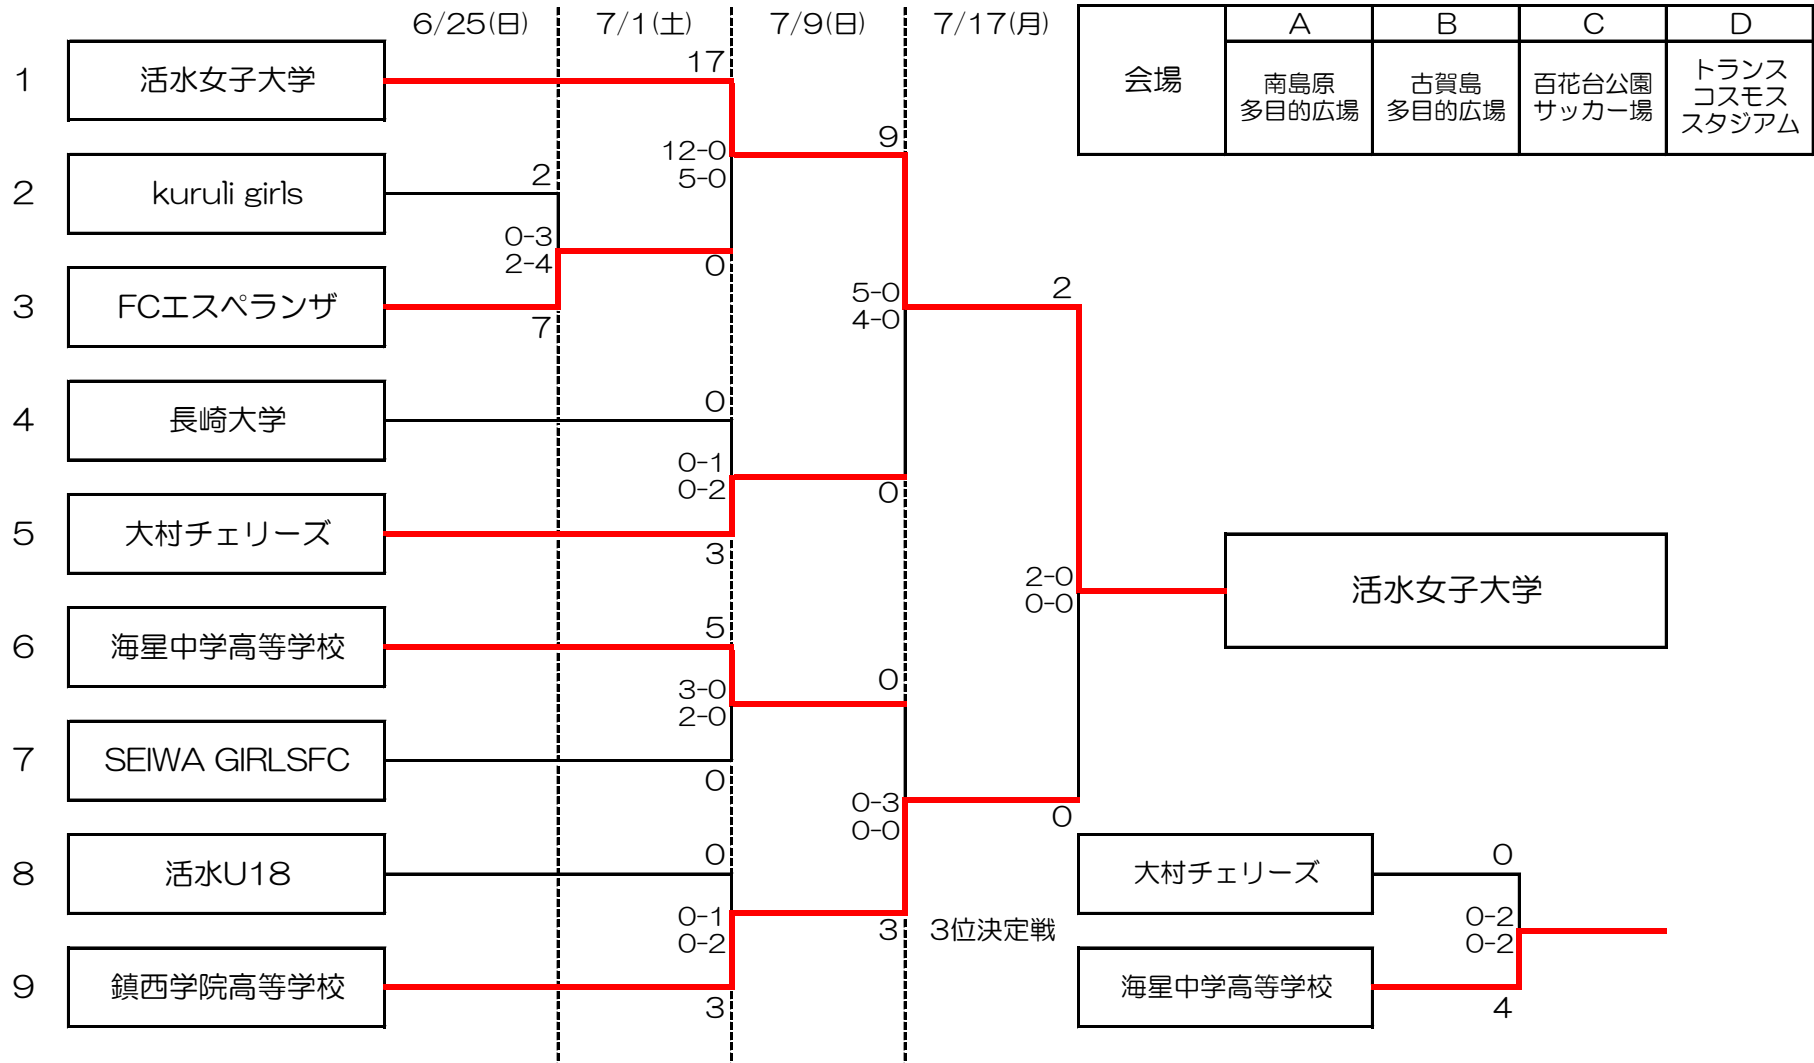 6/25(日) 7/1(土) 7/9(日) 7/17(月)
会場 A B C D
南島原
多目的広場
古賀島
多目的広場
百花台公園
サッカー場
トランス
コスモス
スタジアム
1 活水女子大学 17
12-0
5-0
9
2 kuruli girls 2
0-3
2-4
0
3 FCエスペランザ 7
5-0
4-0
2
4 長崎大学 0
0-1
0-2
0
5 大村チェリーズ 3
2-0
0-0
活水女子大学
6 海星中学高等学校 5
3-0
2-0
0
7 SEIWA GIRLSFC 0
0-3
0-0
0
8 活水U18 0
0-1
0-2
3
9 鎮西学院高等学校 3
3位決定戦
大村チェリーズ 0
0-2
0-2
海星中学高等学校 4